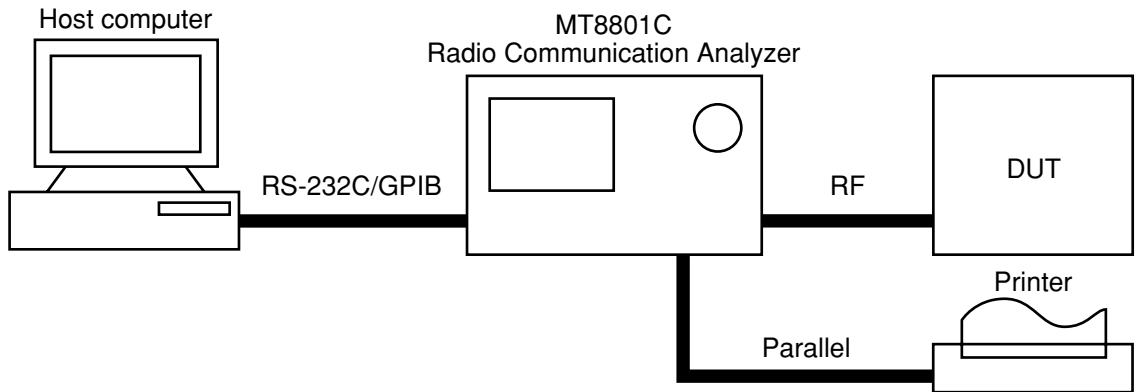 Host computer
MT8801C
Radio Communication Analyzer
RS-232C/GPIB
RF
DUT
Printer
Parallel